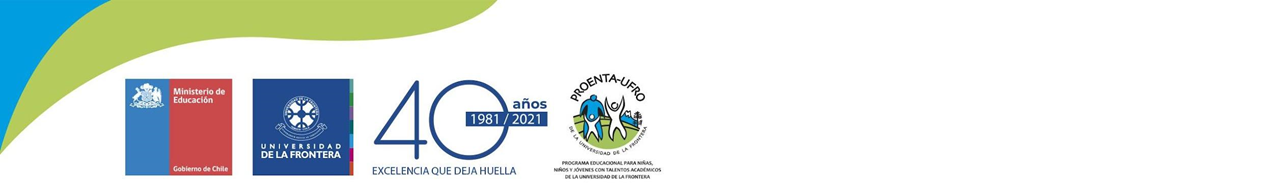 Ministerio de
Educación
Gobierno de Chile
UNIVERSIDAD
DE LA FRONTERA
40 años
1981 / 2021
EXCELENCIA QUE DEJA HUELLA
PROENTA-UFRO
DE LA UNIVERSIDAD DE LA FRONTERA
PROGRAMA EDUCACIONAL PARA NIÑAS,
NIÑOS Y JÓVENES CON TALENTOS ACADÉMICOS
DE LA UNIVERSIDAD DE LA FRONTERA